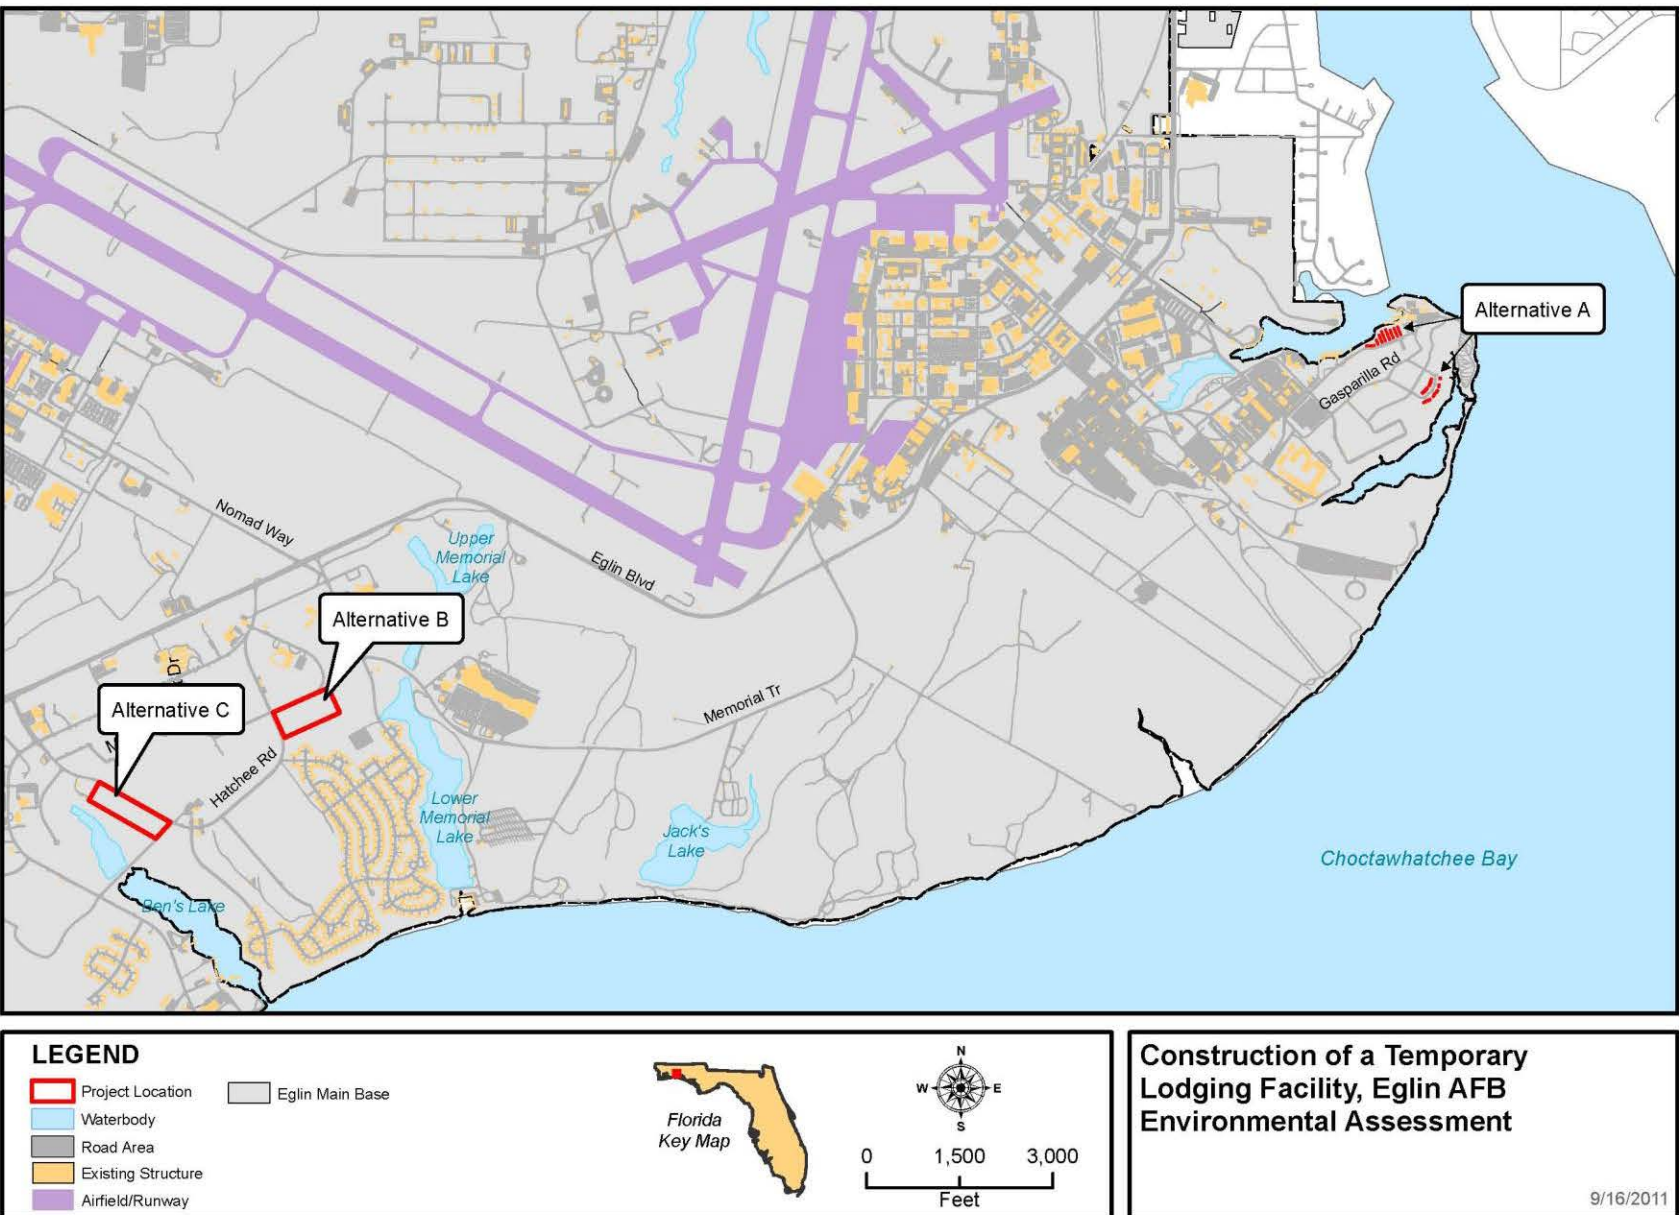 Alternative A
Gasparilla Rd
Nomad Way
Upper
Memorial
Lake
Eglin Blvd
Alternative B
Dr
Alternative C
Memorial Tr
Hatchee Rd
Lower
Memorial
Lake
Jack's
Lake
Choctawhatchee Bay
Ben's Lake
LEGEND
Project Location
Eglin Main Base
Waterbody
Road Area
Existing Structure
Airfield/Runway
Florida
Key Map
N
W
E
S
0 1,500 3,000
Feet
Construction of a Temporary
Lodging Facility, Eglin AFB
Environmental Assessment
9/16/2011